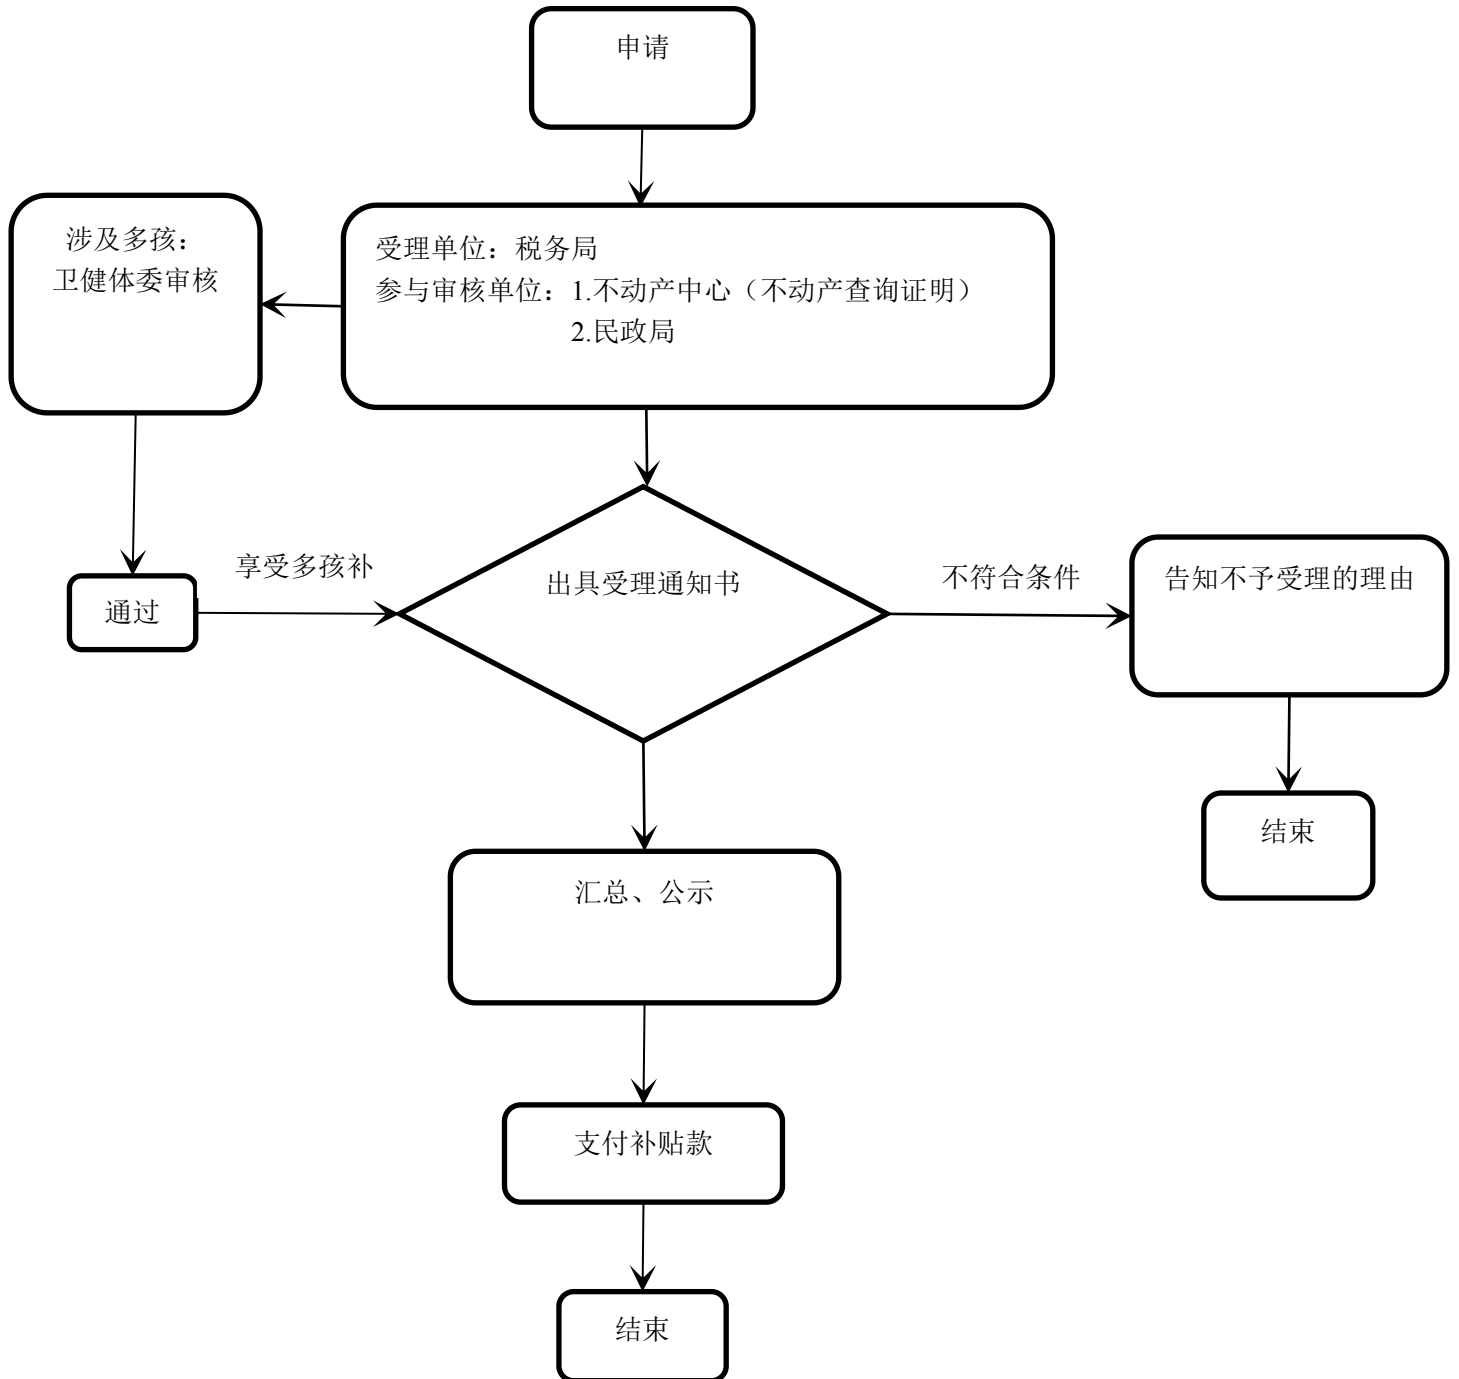 申请
涉及多孩：
卫健体委审核
受理单位：税务局
参与审核单位：1.不动产中心（不动产查询证明）
2.民政局
享受多孩补
通过
出具受理通知书
不符合条件
告知不予受理的理由
结束
汇总、公示
支付补贴款
结束